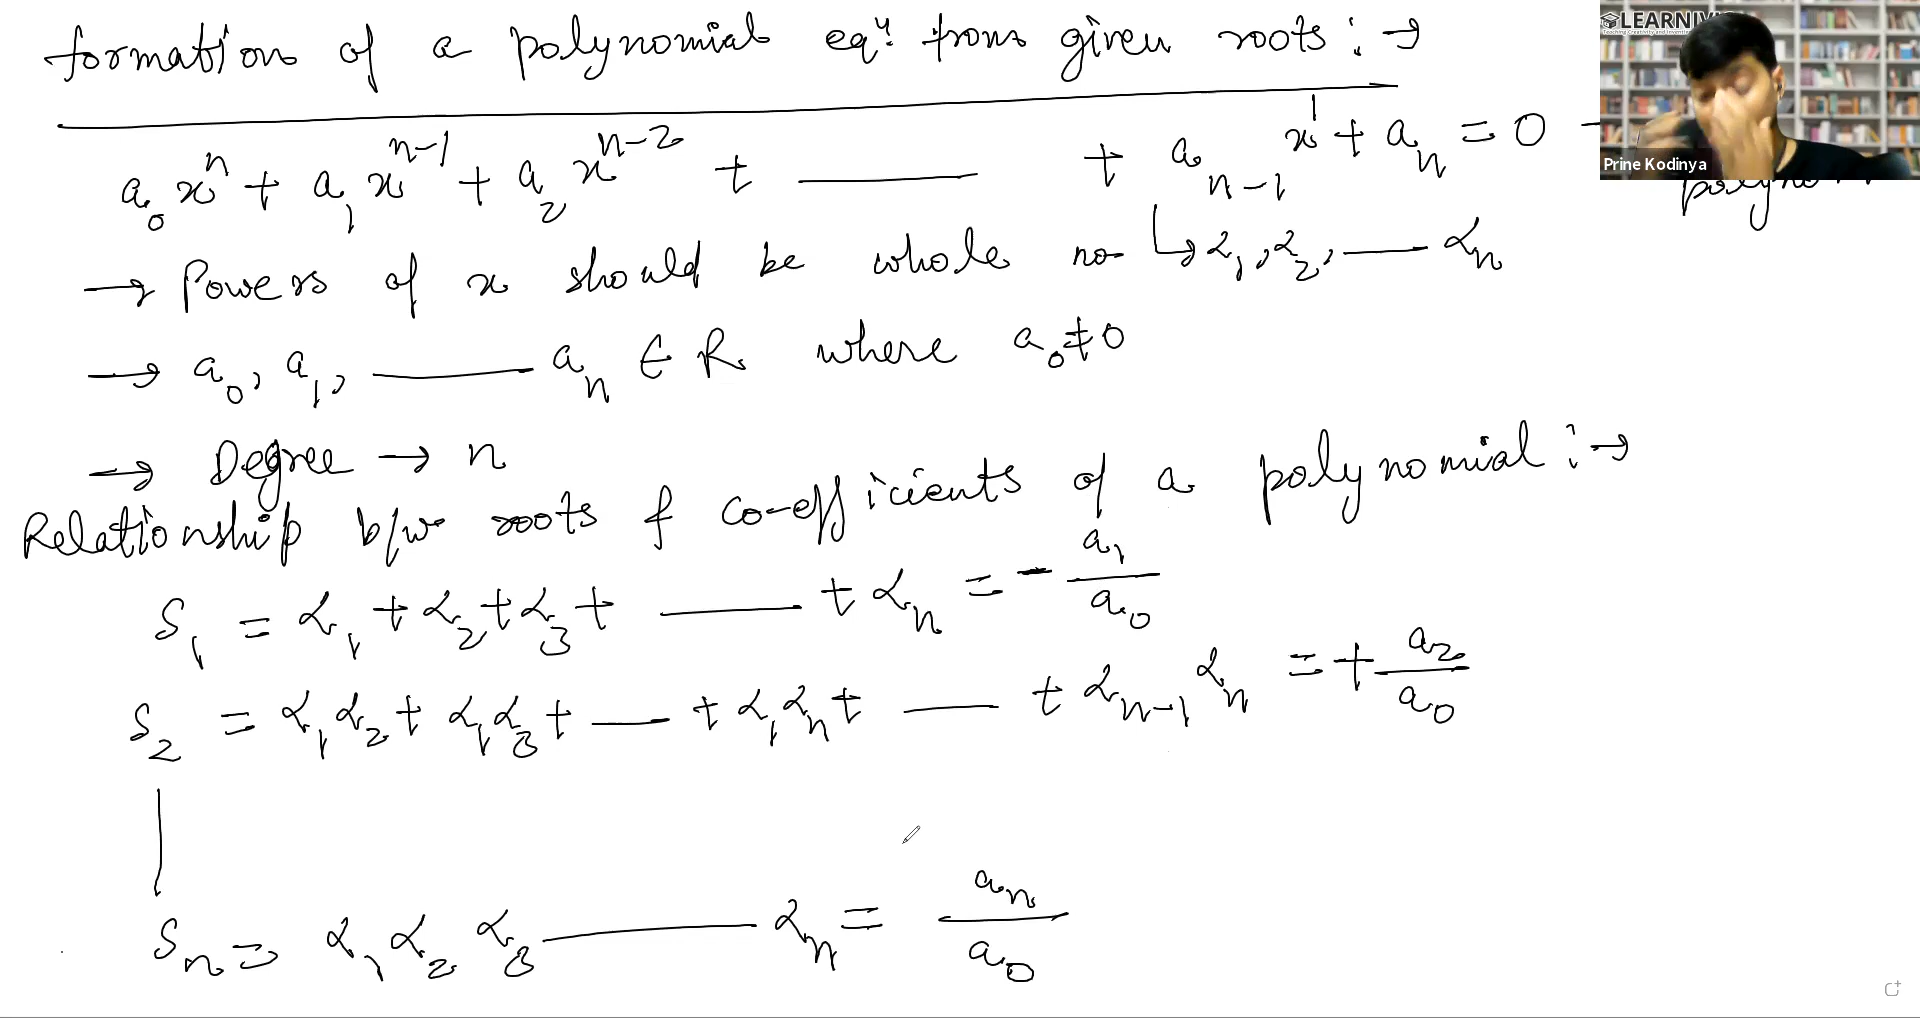 formation of a polynomial eqⁿ. from given roots :→
a₀xⁿ + a₁xⁿ⁻¹ + a₂xⁿ⁻² + ——— + aₙ₋₁x¹ + aₙ = 0 →
→ Powers of x should be whole no. ↳ α₁, α₂, —— αₙ
→ a₀, a₁, ——— aₙ ∈ R where a₀ ≠ 0
→ Degree → n
Relationship b/w roots & co-efficients of a polynomial :→
S₁ = α₁ + α₂ + α₃ + ——— + αₙ = - a₁/a₀
S₂ = α₁α₂ + α₁α₃ + —— + α₁αₙ + —— + αₙ₋₁αₙ = + a₂/a₀
|
Sₙ = α₁ α₂ α₃ ——— αₙ = aₙ/a₀
Prine Kodinya